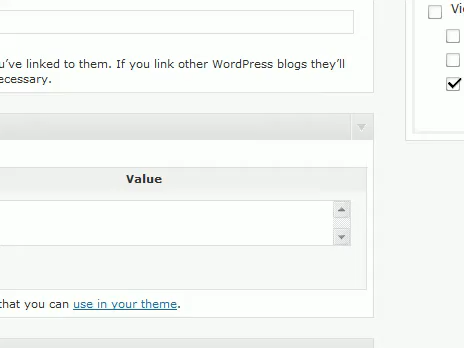 Vi
u’ve linked to them. If you link other WordPress blogs they’ll
ecessary.
Value
that you can use in your theme.